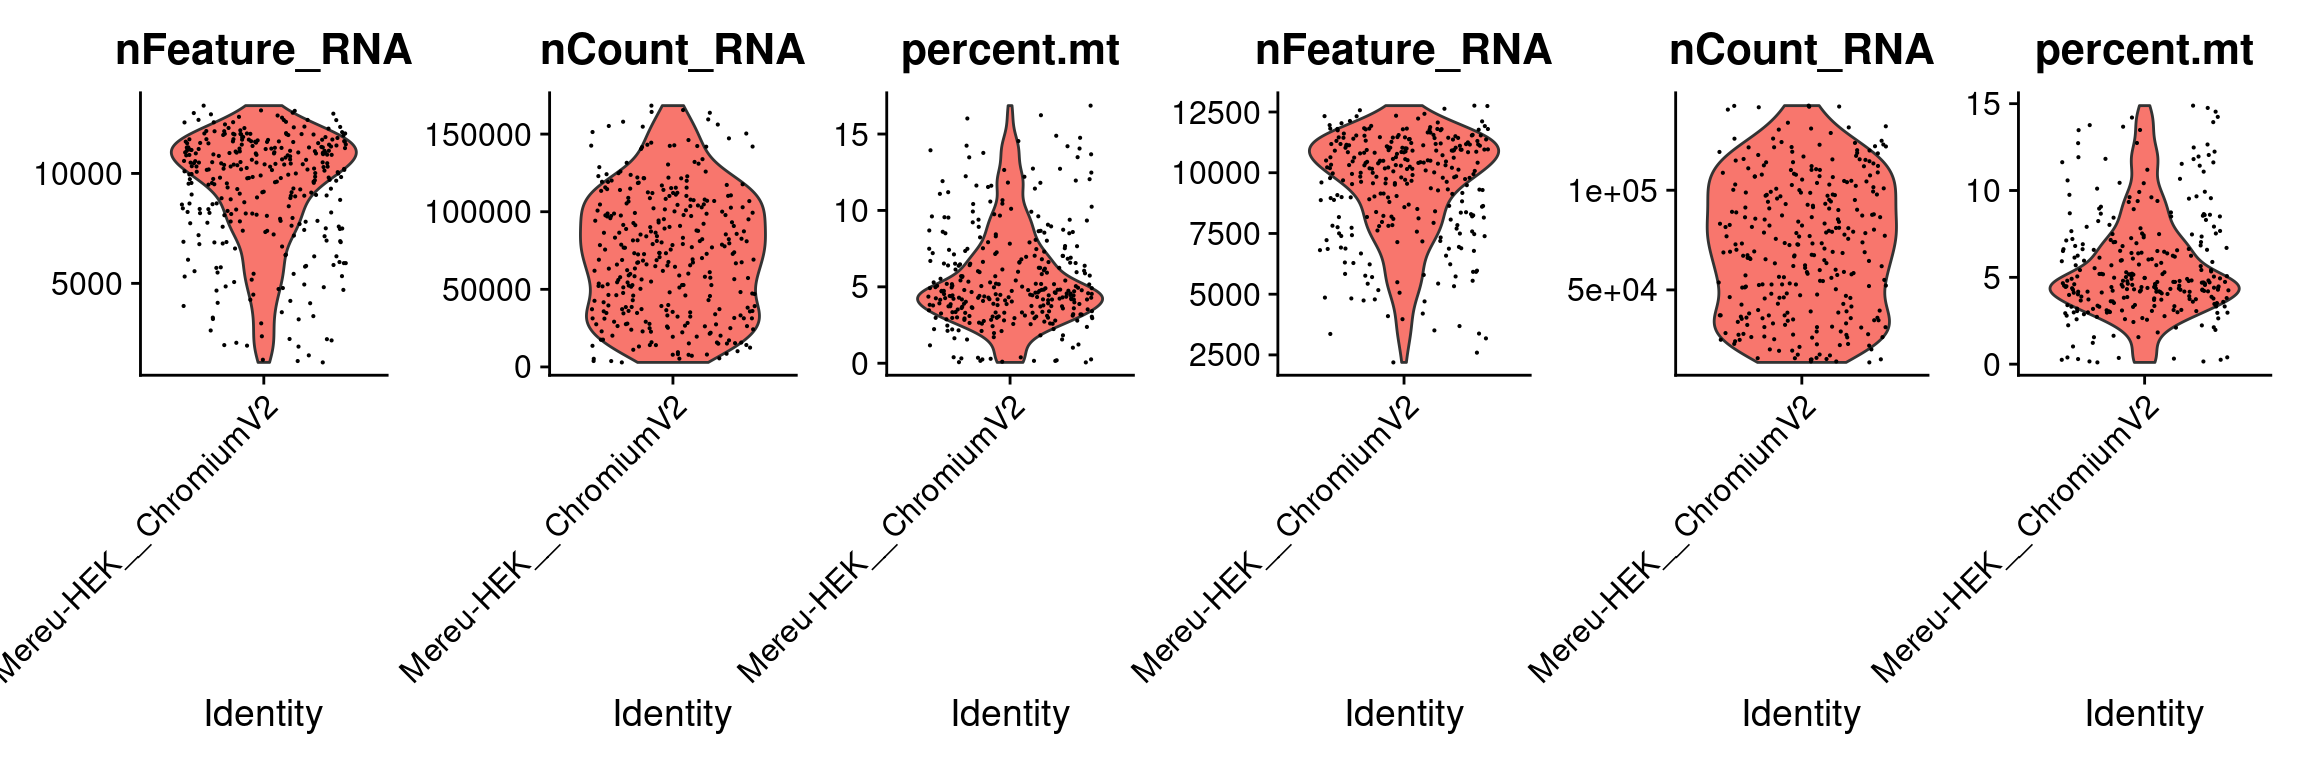 nFeature_RNA
10000
5000
Mereu-HEK__ChromiumV2
Identity
nCount_RNA
150000
100000
50000
0
Mereu-HEK__ChromiumV2
Identity
percent.mt
15
10
5
0
Mereu-HEK__ChromiumV2
Identity
nFeature_RNA
12500
10000
7500
5000
2500
Mereu-HEK__ChromiumV2
Identity
nCount_RNA
1e+05
5e+04
Mereu-HEK__ChromiumV2
Identity
percent.mt
15
10
5
0
Mereu-HEK__ChromiumV2
Identity